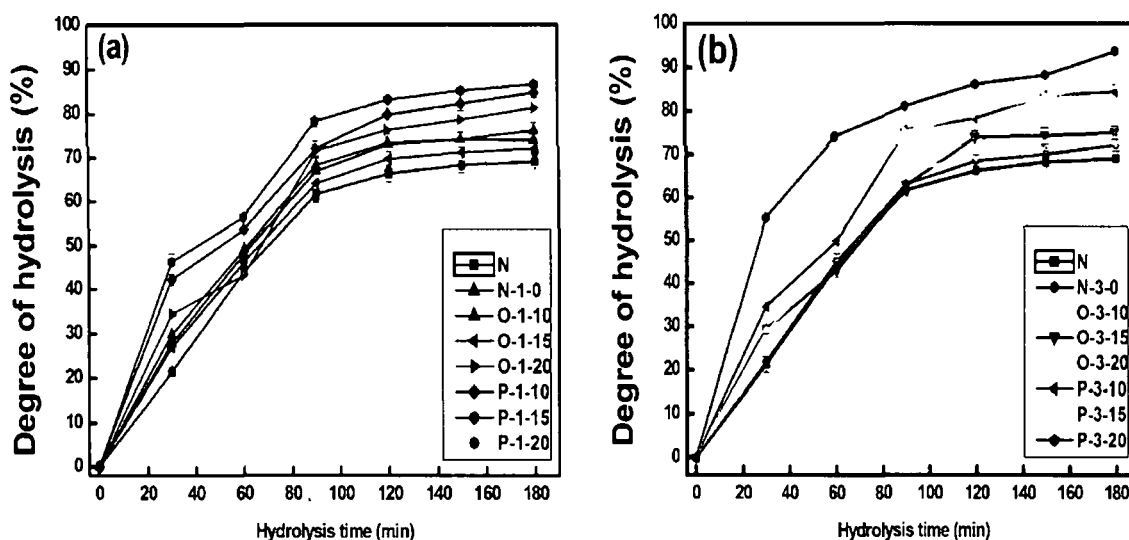 (a)
Degree of hydrolysis (%)
100
90
80
70
60
50
40
30
20
10
0
N
N-1-0
O-1-10
O-1-15
O-1-20
P-1-10
P-1-15
P-1-20
0 20 40 60 80 100 120 140 160 180
Hydrolysis time (min)
(b)
Degree of hydrolysis (%)
100
90
80
70
60
50
40
30
20
10
0
N
N-3-0
O-3-10
O-3-15
O-3-20
P-3-10
P-3-15
P-3-20
0 20 40 60 80 100 120 140 160 180
Hydrolysis time (min)